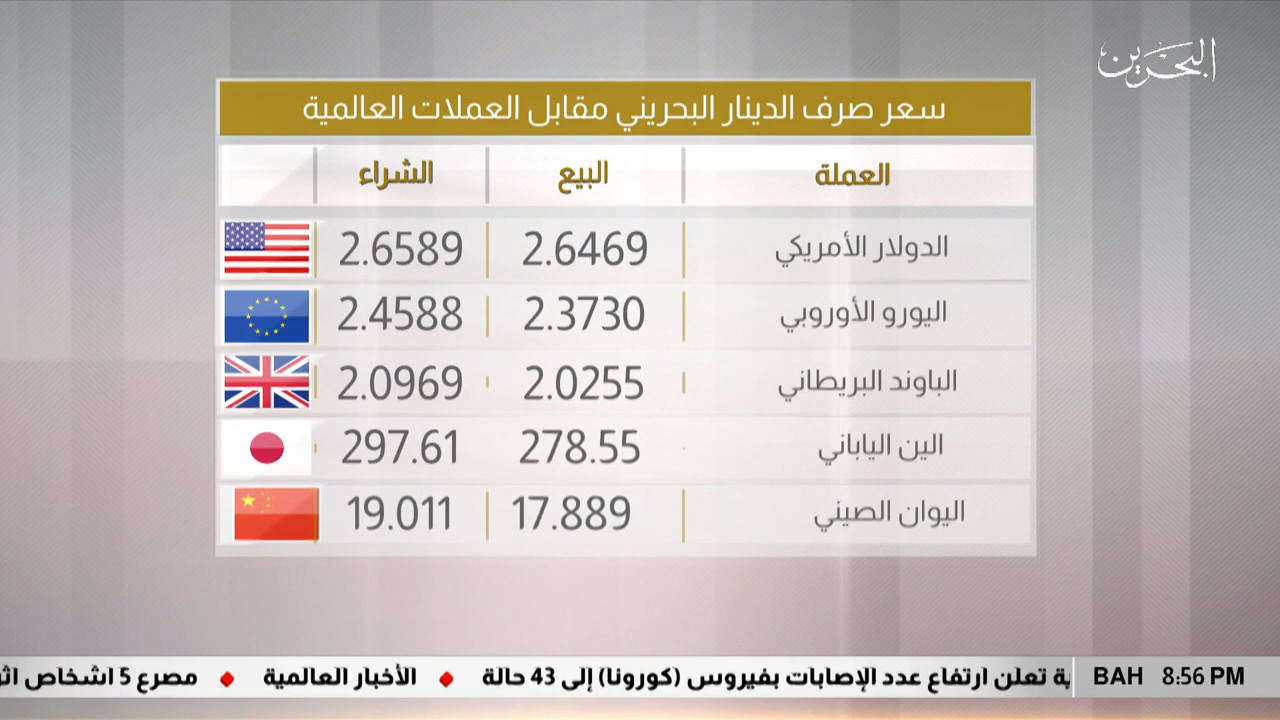 البحرين
سعر صرف الدينار البحريني مقابل العملات العالمية
العملة البيع الشراء
الدولار الأمريكي 2.6469 2.6589
اليورو الأوروبي 2.3730 2.4588
الباوند البريطاني 2.0255 2.0969
الين الياباني 278.55 297.61
اليوان الصيني 17.889 19.011
BAH 8:56 PM
تعلن ارتفاع عدد الإصابات بفيروس (كورونا) إلى 43 حالة ♦ الأخبار العالمية ♦ مصرع 5 اشخاص